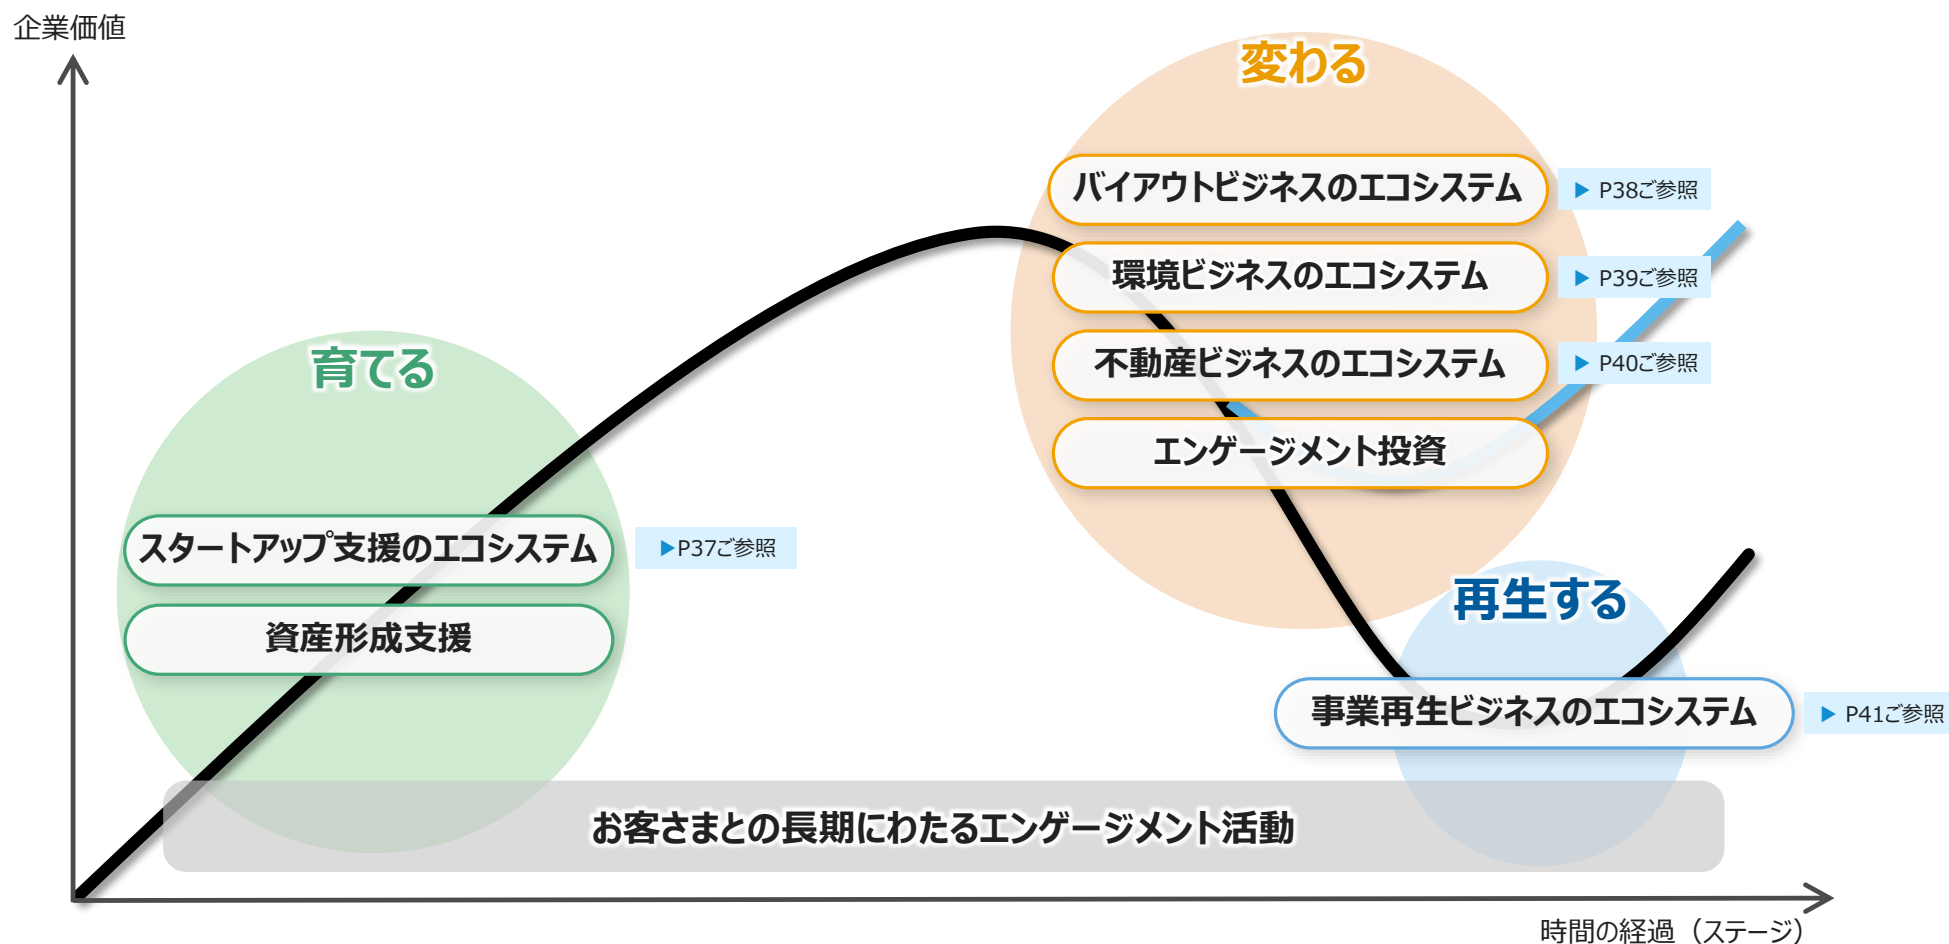 企業価値
変わる
バイアウトビジネスのエコシステム
▶ P38ご参照
環境ビジネスのエコシステム
▶ P39ご参照
不動産ビジネスのエコシステム
▶ P40ご参照
エンゲージメント投資
育てる
スタートアップ支援のエコシステム
▶P37ご参照
資産形成支援
再生する
事業再生ビジネスのエコシステム
▶ P41ご参照
お客さまとの長期にわたるエンゲージメント活動
時間の経過（ステージ）